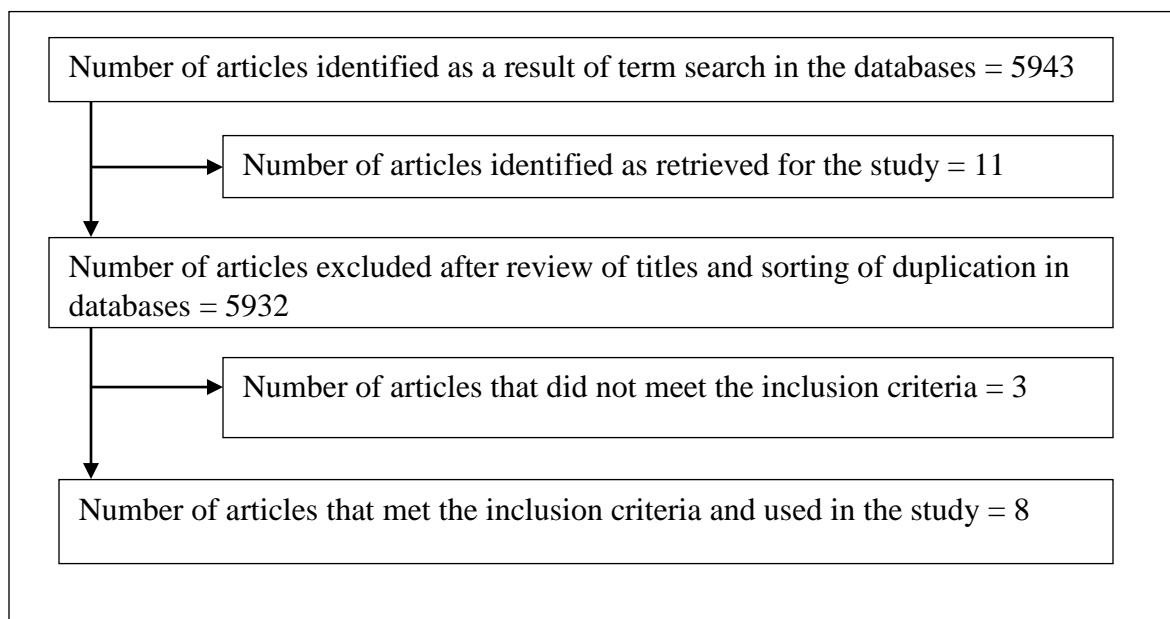 Number of articles identified as a result of term search in the databases = 5943
Number of articles identified as retrieved for the study = 11
Number of articles excluded after review of titles and sorting of duplication in
databases = 5932
Number of articles that did not meet the inclusion criteria = 3
Number of articles that met the inclusion criteria and used in the study = 8